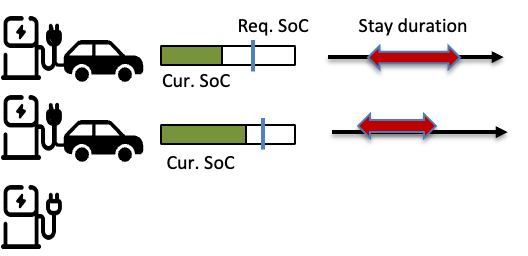 Req. SoC
Stay duration
Cur. SoC
Cur. SoC